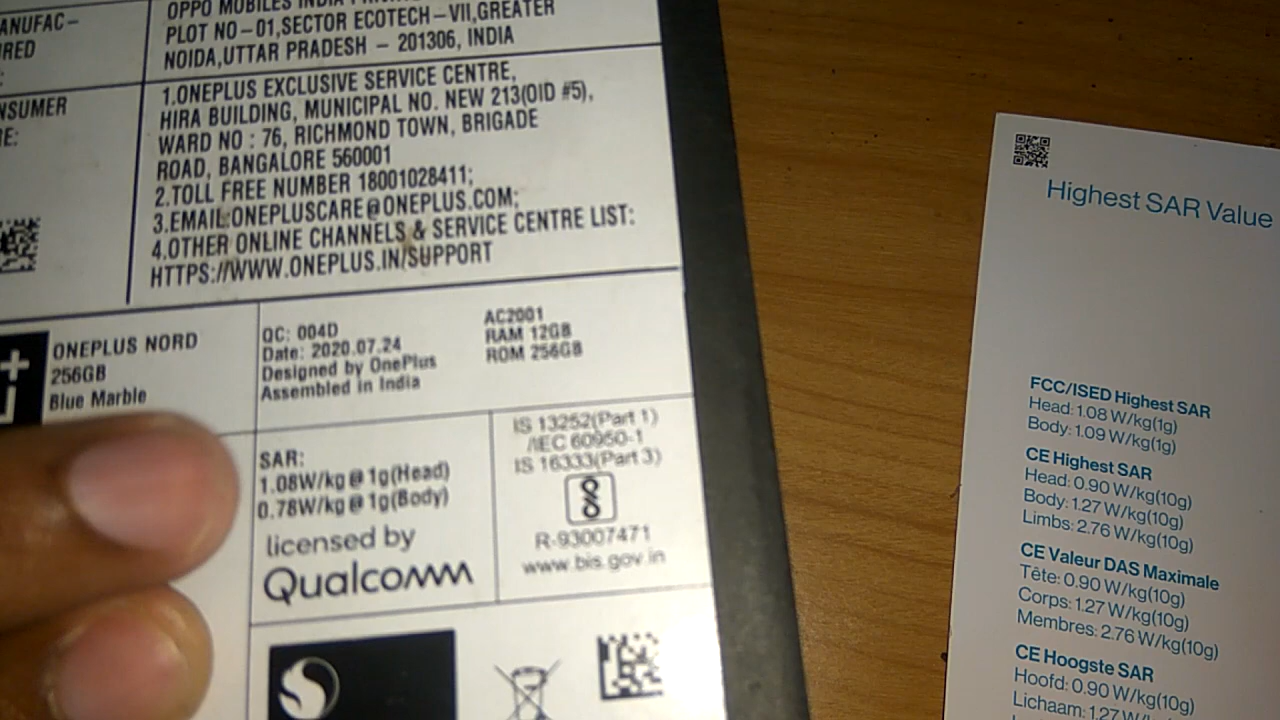 ANUFAC-
RED
:
OPPO MOBILES INDIA
PLOT NO-01,SECTOR ECOTECH-VII,GREATER
NOIDA,UTTAR PRADESH - 201306, INDIA
NSUMER
RE:
1.ONEPLUS EXCLUSIVE SERVICE CENTRE,
HIRA BUILDING, MUNICIPAL NO. NEW 213(OID #5),
WARD NO : 76, RICHMOND TOWN, BRIGADE
ROAD, BANGALORE 560001
2.TOLL FREE NUMBER 18001028411;
3.EMAIL:ONEPLUSCARE@ONEPLUS.COM;
4.OTHER ONLINE CHANNELS & SERVICE CENTRE LIST:
HTTPS://WWW.ONEPLUS.IN/SUPPORT
ONEPLUS NORD
256GB
Blue Marble
QC: 004D
Date: 2020.07.24
Designed by OnePlus
Assembled in India
AC2001
RAM 12GB
ROM 256GB
SAR:
1.08W/kg @ 1g(Head)
0.78W/kg @ 1g(Body)
licensed by
Qualcomm
IS 13252(Part 1)
/IEC 60950-1
IS 16333(Part 3)
R-93007471
www.bis.gov.in
Highest SAR Value
FCC/ISED Highest SAR
Head: 1.08 W/kg(1g)
Body: 1.09 W/kg(1g)
CE Highest SAR
Head: 0.90 W/kg(10g)
Body: 1.27 W/kg(10g)
Limbs: 2.76 W/kg(10g)
CE Valeur DAS Maximale
Tête: 0.90 W/kg(10g)
Corps: 1.27 W/kg(10g)
Membres: 2.76 W/kg(10g)
CE Hoogste SAR
Hoofd: 0.90 W/kg(10g)
Lichaam: 1.27 W/kg(10g)